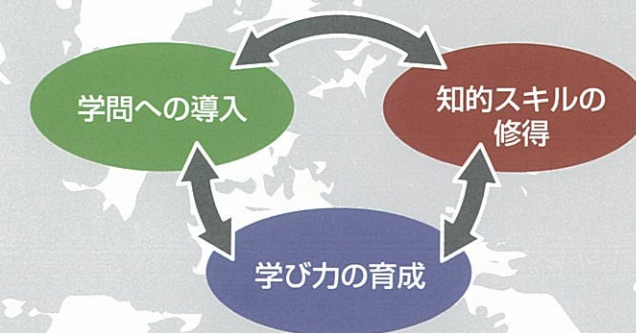 学問への導入
知的スキルの
修得
学び力の育成